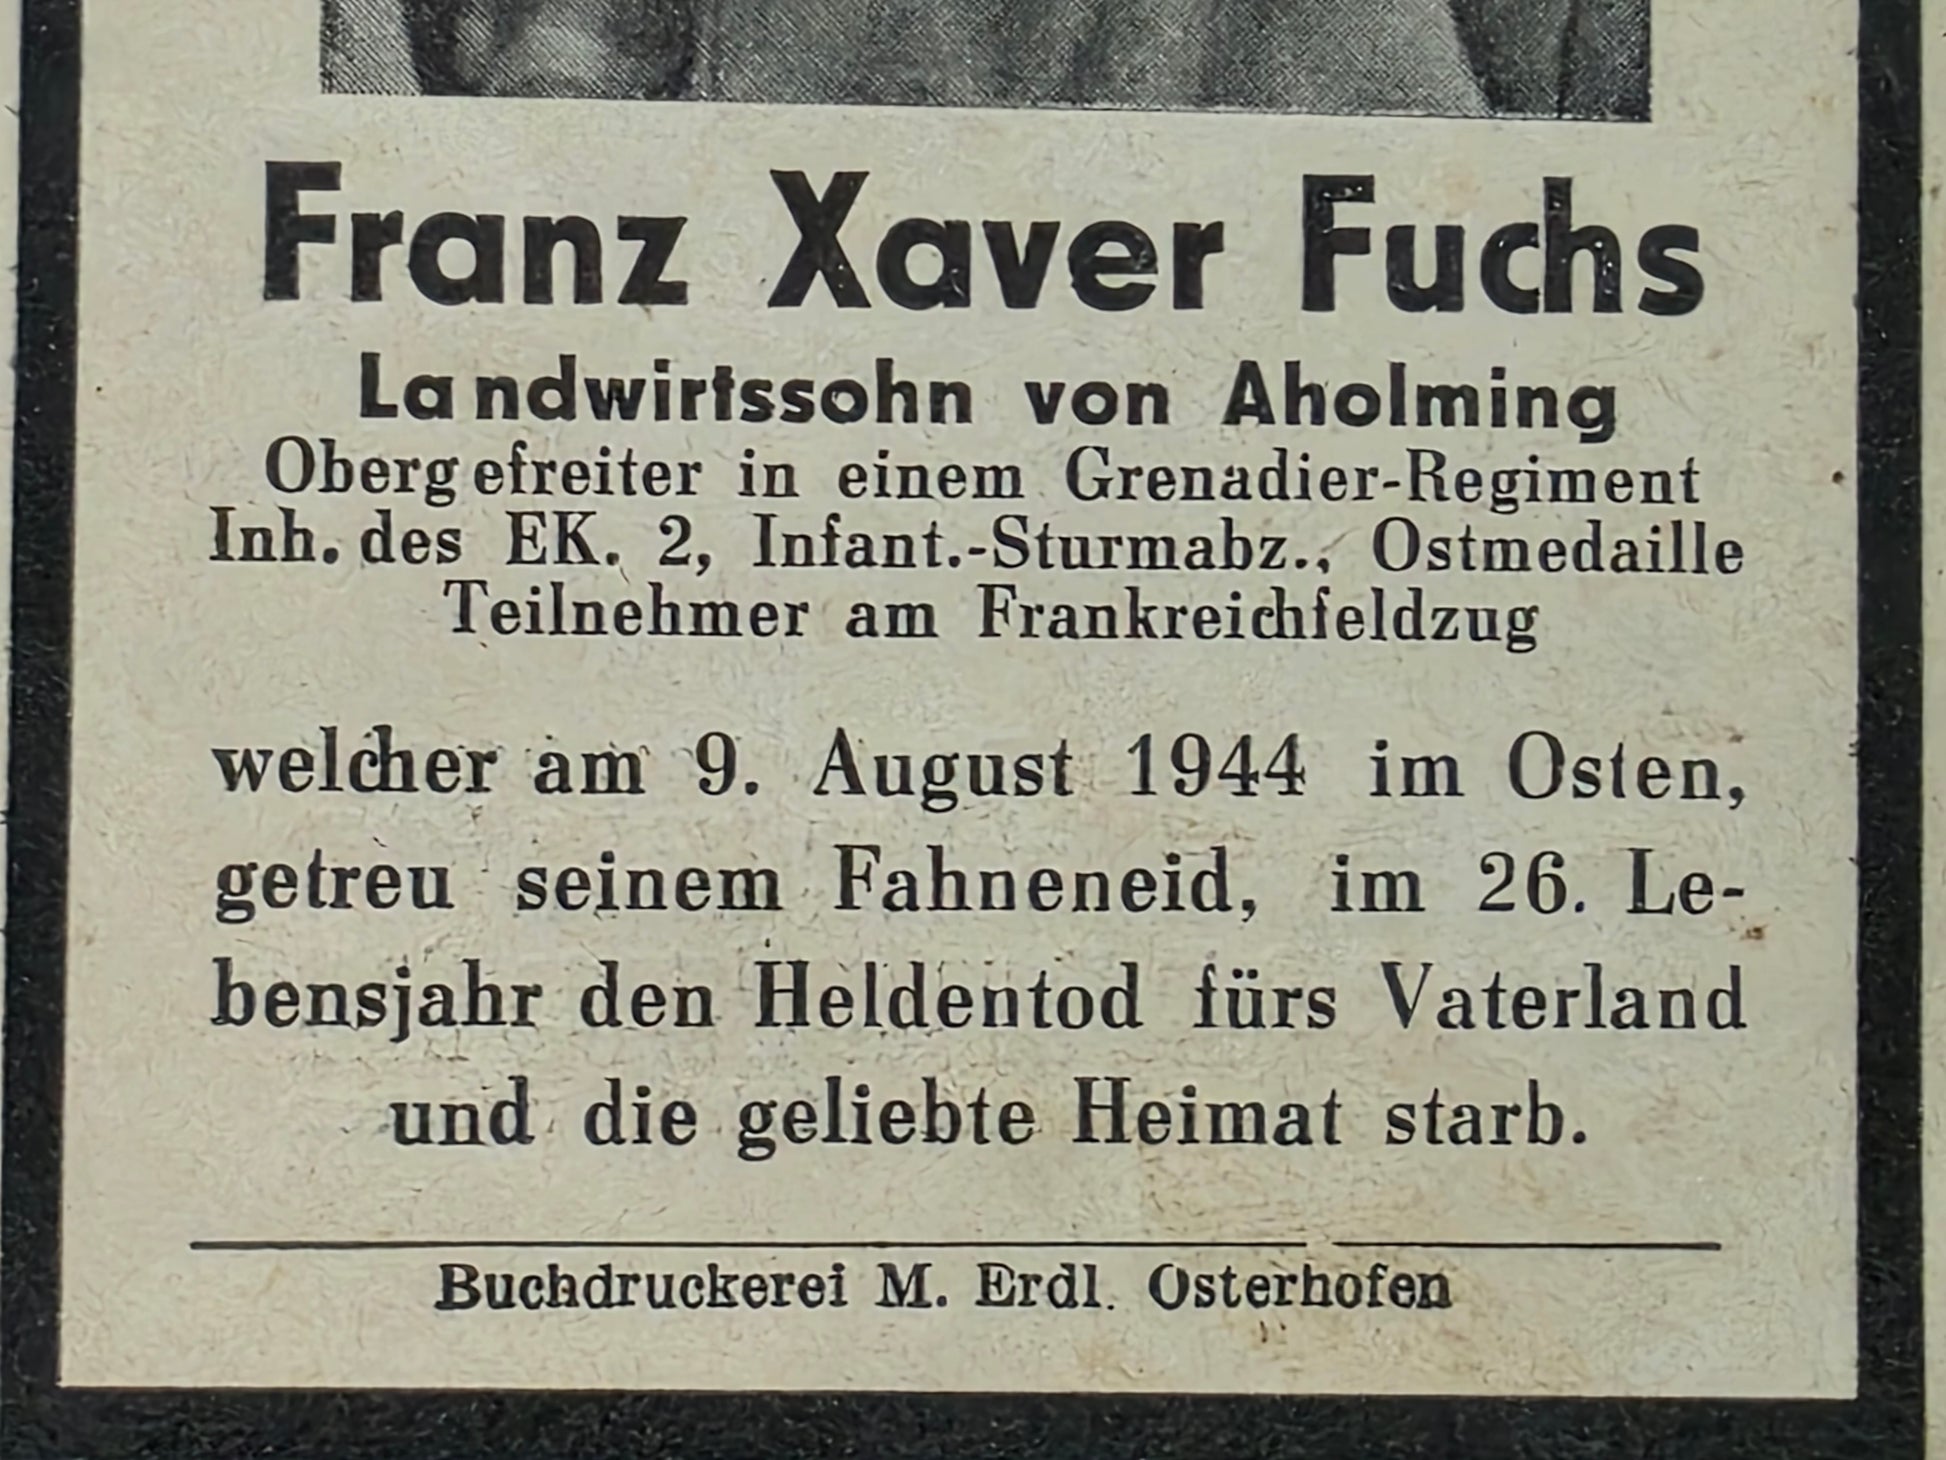 Franz Xaver Fuchs
Landwirtssohn von Aholming
Obergefreiter in einem Grenadier-Regiment
Inh. des EK. 2, Infant.-Sturmabz., Ostmedaille
Teilnehmer am Frankreichfeldzug
welcher am 9. August 1944 im Osten,
getreu seinem Fahneneid, im 26. Le-
bensjahr den Heldentod fürs Vaterland
und die geliebte Heimat starb.
Buchdruckerei M. Erdl. Osterhofen